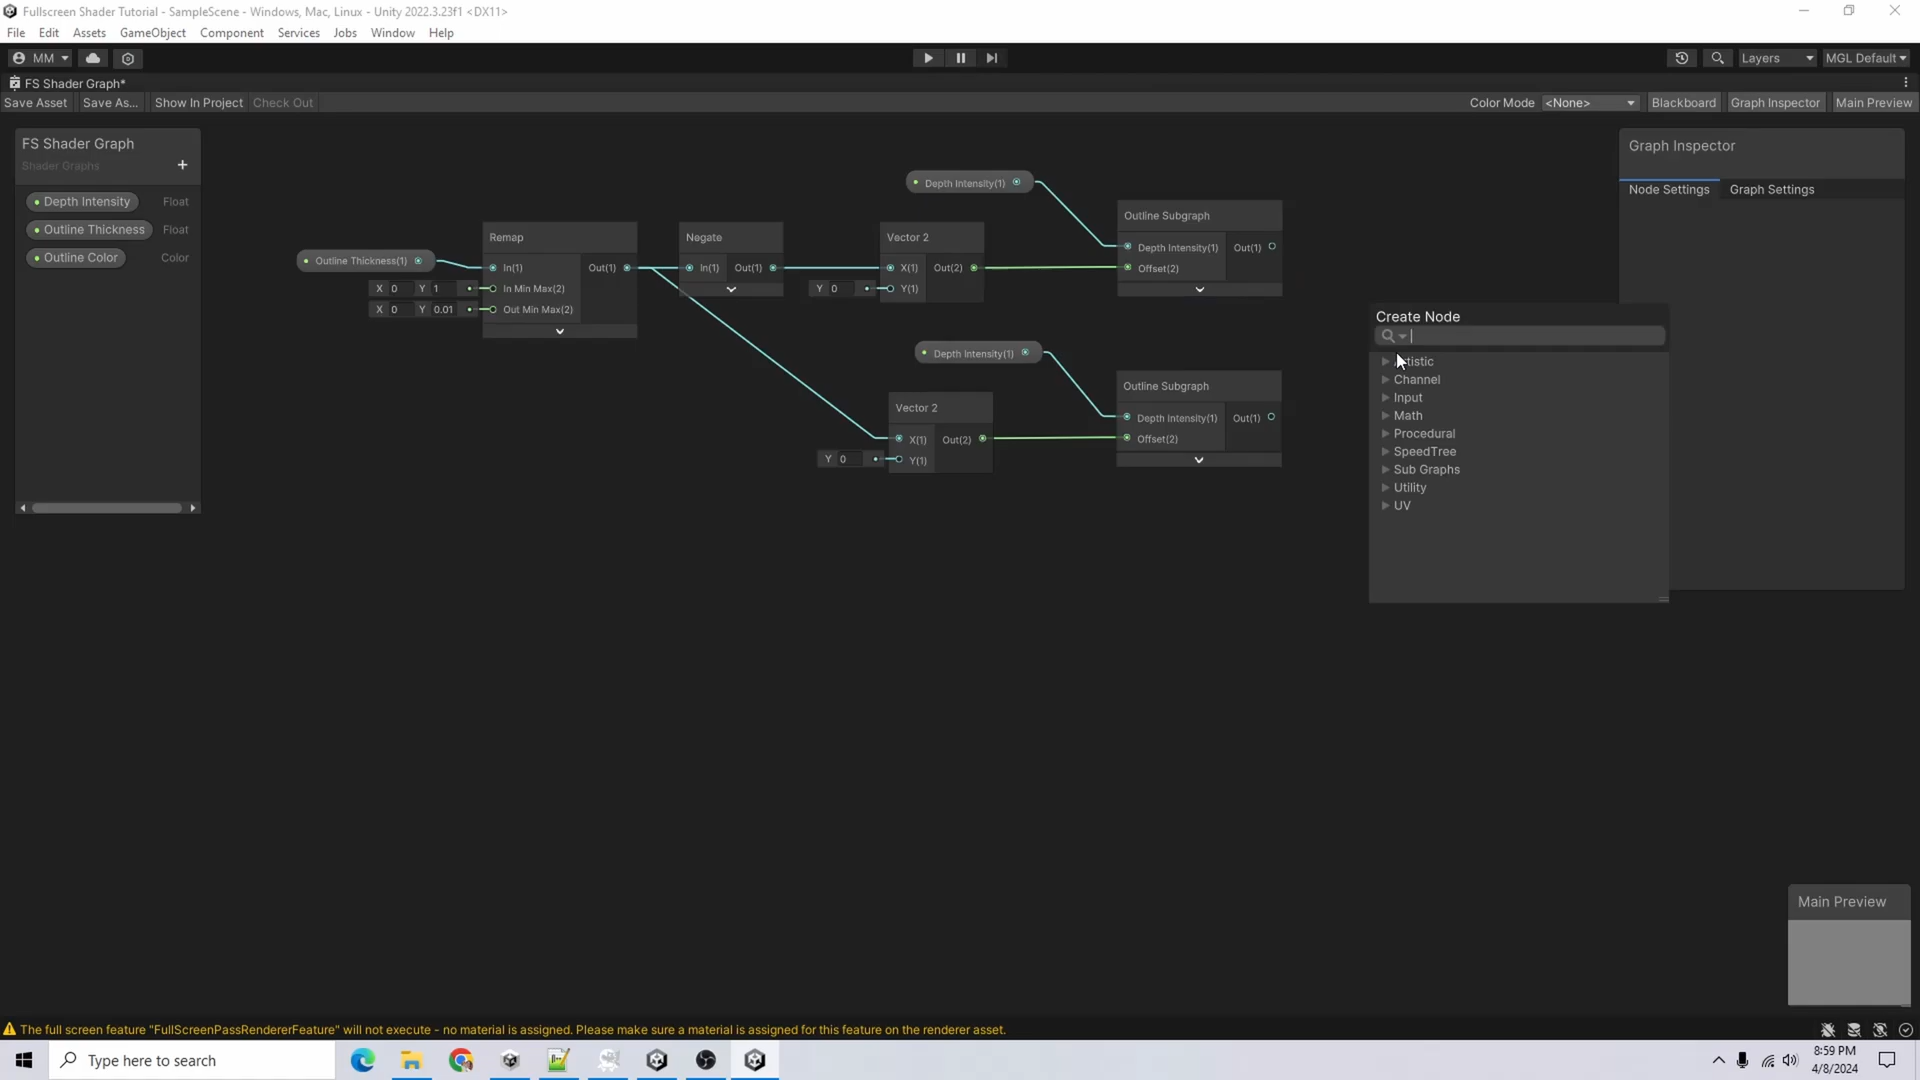 Fullscreen Shader Tutorial - SampleScene - Windows, Mac, Linux - Unity 2022.3.23f1 <DX11>
File Edit Assets GameObject Component Services Jobs Window Help
MM Layers MGL Default
FS Shader Graph*
Save Asset Save As... Show In Project Check Out Color Mode <None> Blackboard Graph Inspector Main Preview
FS Shader Graph
Shader Graphs
+
Depth Intensity Float
Outline Thickness Float
Outline Color Color
Outline Thickness(1)
X 0 Y 1
X 0 Y 0.01
Remap
In(1) Out(1)
In Min Max(2)
Out Min Max(2)
Negate
In(1) Out(1)
Y 0
Vector 2
X(1) Out(2)
Y(1)
Depth Intensity(1)
Outline Subgraph
Depth Intensity(1) Out(1)
Offset(2)
Depth Intensity(1)
Y 0
Vector 2
X(1) Out(2)
Y(1)
Outline Subgraph
Depth Intensity(1) Out(1)
Offset(2)
Create Node
tistic
Channel
Input
Math
Procedural
SpeedTree
Sub Graphs
Utility
UV
Graph Inspector
Node Settings Graph Settings
Main Preview
The full screen feature "FullScreenPassRendererFeature" will not execute - no material is assigned. Please make sure a material is assigned for this feature on the renderer asset.
Type here to search
8:59 PM
4/8/2024